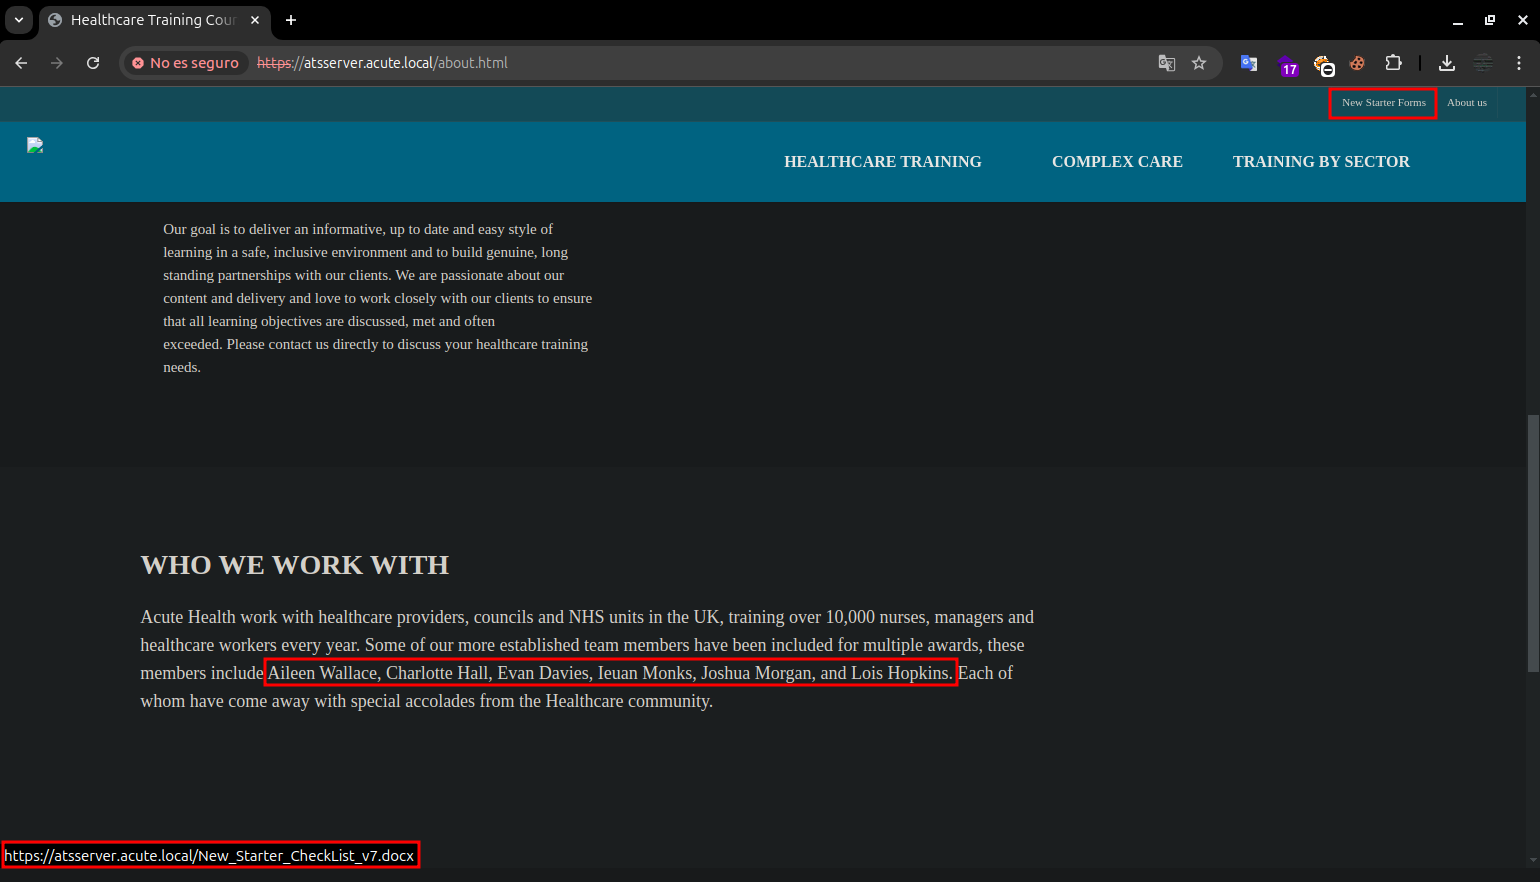 Healthcare Training Cour
No es seguro https://atsserver.acute.local/about.html
17
New Starter Forms About us
HEALTHCARE TRAINING COMPLEX CARE TRAINING BY SECTOR
Our goal is to deliver an informative, up to date and easy style of
learning in a safe, inclusive environment and to build genuine, long
standing partnerships with our clients. We are passionate about our
content and delivery and love to work closely with our clients to ensure
that all learning objectives are discussed, met and often
exceeded. Please contact us directly to discuss your healthcare training
needs.
WHO WE WORK WITH
Acute Health work with healthcare providers, councils and NHS units in the UK, training over 10,000 nurses, managers and
healthcare workers every year. Some of our more established team members have been included for multiple awards, these
members include Aileen Wallace, Charlotte Hall, Evan Davies, Ieuan Monks, Joshua Morgan, and Lois Hopkins. Each of
whom have come away with special accolades from the Healthcare community.
https://atsserver.acute.local/New_Starter_CheckList_v7.docx